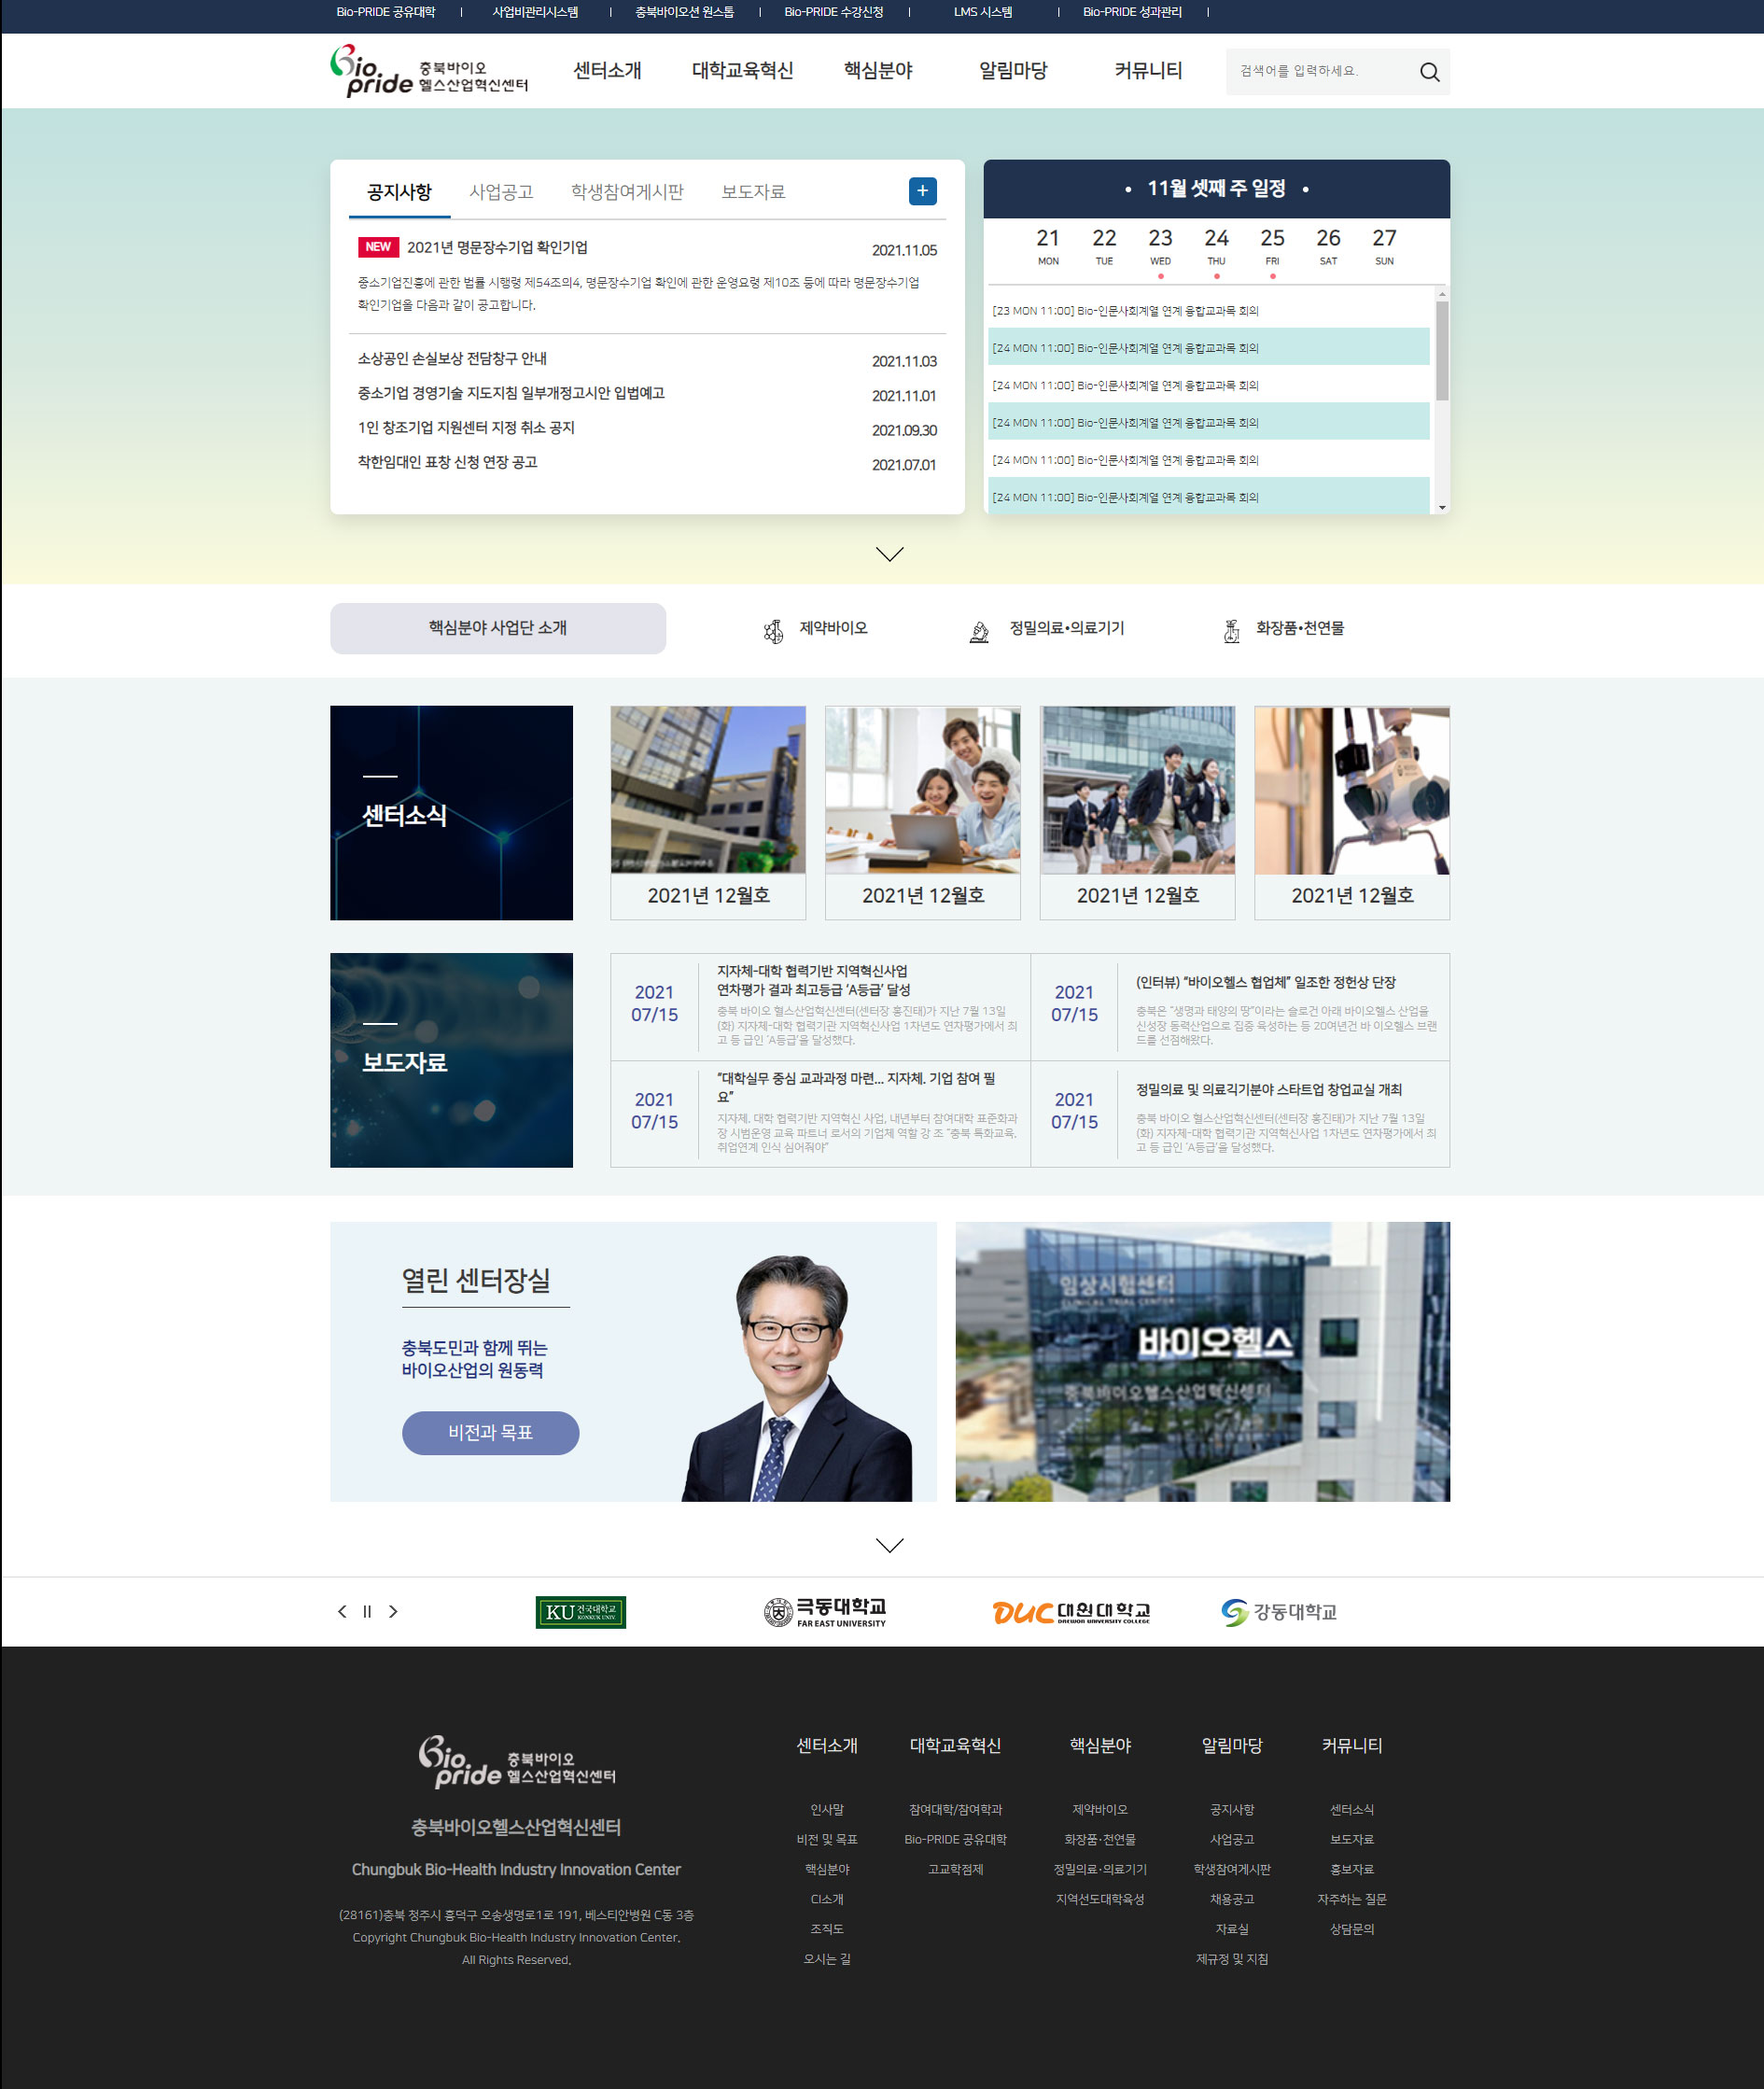 Bio-PRIDE 공유대학
사업비관리시스템
충북바이오션 원스톱
Bio-PRIDE 수강신청
LMS 시스템
Bio-PRIDE 성과관리
Bio pride 충북바이오
헬스산업혁신센터
센터소개
대학교육혁신
핵심분야
알림마당
커뮤니티
검색어를 입력하세요.
공지사항
사업공고
학생참여게시판
보도자료
+
NEW 2021년 명문장수기업 확인기업 2021.11.05
중소기업진흥에 관한 법률 시행령 제54조의4, 명문장수기업 확인에 관한 운영요령 제10조 등에 따라 명문장수기업
확인기업을 다음과 같이 공고합니다.
소상공인 손실보상 전담창구 안내 2021.11.03
중소기업 경영기술 지도지침 일부개정고시안 입법예고 2021.11.01
1인 창조기업 지원센터 지정 취소 공지 2021.09.30
착한임대인 표창 신청 연장 공고 2021.07.01
• 11월 셋째 주 일정 •
21 22 23 24 25 26 27
MON TUE WED THU FRI SAT SUN
[23 MON 11:00] Bio-인문사회계열 연계 융합교과목 회의
[24 MON 11:00] Bio-인문사회계열 연계 융합교과목 회의
[24 MON 11:00] Bio-인문사회계열 연계 융합교과목 회의
[24 MON 11:00] Bio-인문사회계열 연계 융합교과목 회의
[24 MON 11:00] Bio-인문사회계열 연계 융합교과목 회의
[24 MON 11:00] Bio-인문사회계열 연계 융합교과목 회의
핵심분야 사업단 소개
제약바이오
정밀의료•의료기기
화장품•천연물
센터소식
2021년 12월호
2021년 12월호
2021년 12월호
2021년 12월호
보도자료
2021
07/15
지자체-대학 협력기반 지역혁신사업
연차평가 결과 최고등급 ‘A등급’ 달성
충북 바이오 헬스산업혁신센터(센터장 홍진태)가 지난 7월 13일
(화) 지자체-대학 협력기관 지역혁신사업 1차년도 연차평가에서 최
고 등 급인 ‘A등급’을 달성했다.
2021
07/15
(인터뷰) “바이오헬스 협업체” 일조한 정헌상 단장
충북은 “생명과 태양의 땅”이라는 슬로건 아래 바이오헬스 산업을
신성장 동력산업으로 집중 육성하는 등 20여년건 바 이오헬스 브랜
드를 선점해왔다.
2021
07/15
“대학실무 중심 교과과정 마련... 지자체. 기업 참여 필
요”
지자체. 대학 협력기반 지역혁신 사업, 내년부터 참여대학 표준화과
장 시범운영 교육 파트너 로서의 기업체 역할 강 조 “충북 특화교육.
취업연계 인식 심어줘야”
2021
07/15
정밀의료 및 의료긱기분야 스타트업 창업교실 개최
충북 바이오 헬스산업혁신센터(센터장 홍진태)가 지난 7월 13일
(화) 지자체-대학 협력기관 지역혁신사업 1차년도 연차평가에서 최
고 등 급인 ‘A등급’을 달성했다.
열린 센터장실
충북도민과 함께 뛰는
바이오산업의 원동력
비전과 목표
임상시험센터
CLINICAL TRIAL CENTER
바이오헬스
충북바이오헬스산업혁신센터
KU 건국대학교
KONKUK UNIV.
극동대학교
FAR EAST UNIVERSITY
DUC 대원대학교
DAEWON UNIVERSITY COLLEGE
강동대학교
Bio pride 충북바이오
헬스산업혁신센터
충북바이오헬스산업혁신센터
Chungbuk Bio-Health Industry Innovation Center
(28161)충북 청주시 흥덕구 오송생명로1로 191, 베스티안병원 C동 3층
Copyright Chungbuk Bio-Health Industry Innovation Center.
All Rights Reserved.
센터소개
인사말
비전 및 목표
핵심분야
CI소개
조직도
오시는 길
대학교육혁신
참여대학/참여학과
Bio-PRIDE 공유대학
고교학점제
핵심분야
제약바이오
화장품·천연물
정밀의료·의료기기
지역선도대학육성
알림마당
공지사항
사업공고
학생참여게시판
채용공고
자료실
제규정 및 지침
커뮤니티
센터소식
보도자료
홍보자료
자주하는 질문
상담문의